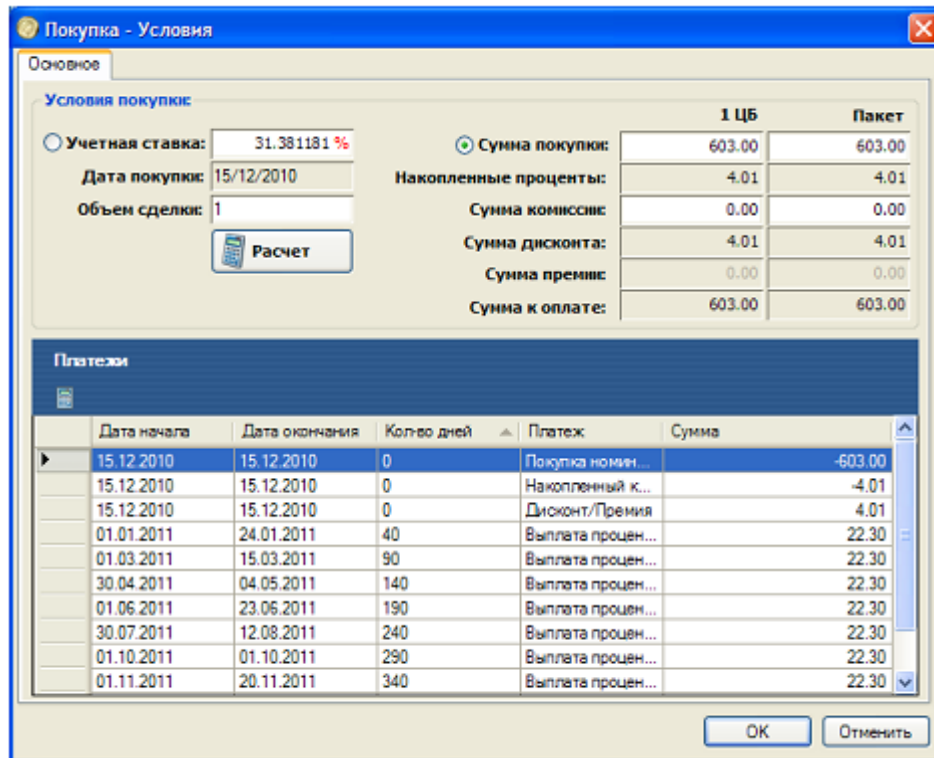 Покупка - Условия
Основное
Условия покупки:
1 ЦБ Пакет
Учетная ставка: 31.381181 % Сумма покупки: 603.00 603.00
Дата покупки: 15/12/2010 Накопленные проценты: 4.01 4.01
Объем сделки: 1 Сумма комиссии: 0.00 0.00
Расчет Сумма дисконта: 4.01 4.01
Сумма премии: 0.00 0.00
Сумма к оплате: 603.00 603.00
Платежи
Дата начала Дата окончания Кол-во дней Платеж Сумма
15.12.2010 15.12.2010 0 Покупка номин... -603.00
15.12.2010 15.12.2010 0 Накопленный к... -4.01
15.12.2010 15.12.2010 0 Дисконт/Премия 4.01
01.01.2011 24.01.2011 40 Выплата процен... 22.30
01.03.2011 15.03.2011 90 Выплата процен... 22.30
30.04.2011 04.05.2011 140 Выплата процен... 22.30
01.06.2011 23.06.2011 190 Выплата процен... 22.30
30.07.2011 12.08.2011 240 Выплата процен... 22.30
01.10.2011 01.10.2011 290 Выплата процен... 22.30
01.11.2011 20.11.2011 340 Выплата процен... 22.30
OK Отменить